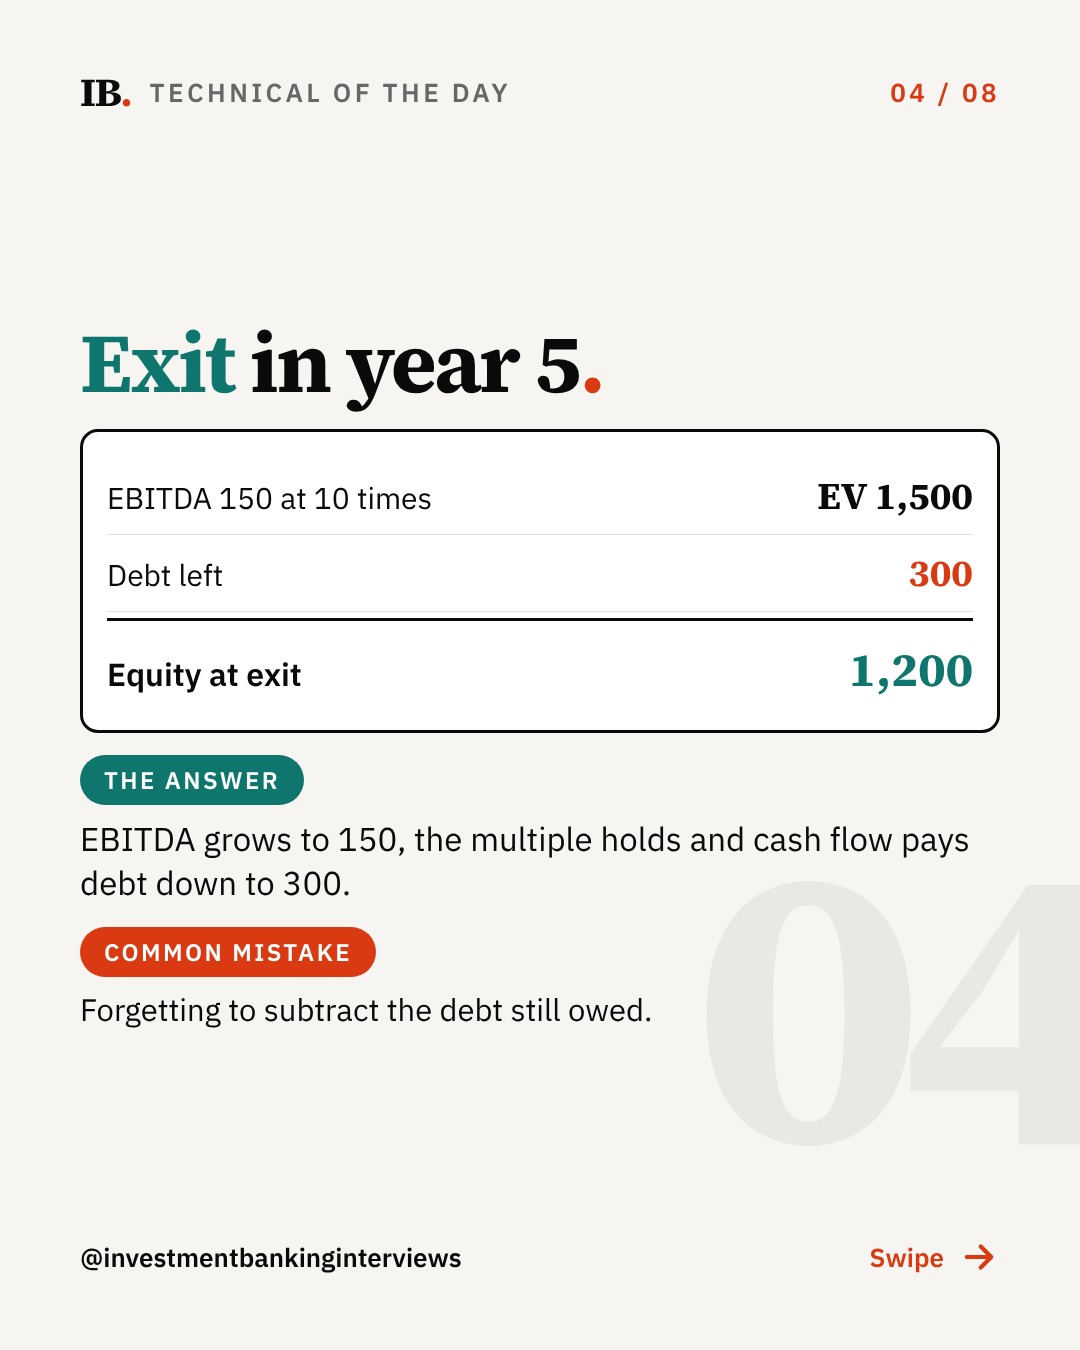 IB. TECHNICAL OF THE DAY
04 / 08
Exit in year 5.
EBITDA 150 at 10 times EV 1,500
Debt left 300
Equity at exit 1,200
THE ANSWER
EBITDA grows to 150, the multiple holds and cash flow pays
debt down to 300.
COMMON MISTAKE
Forgetting to subtract the debt still owed.
04
@investmentbankinginterviews
Swipe →